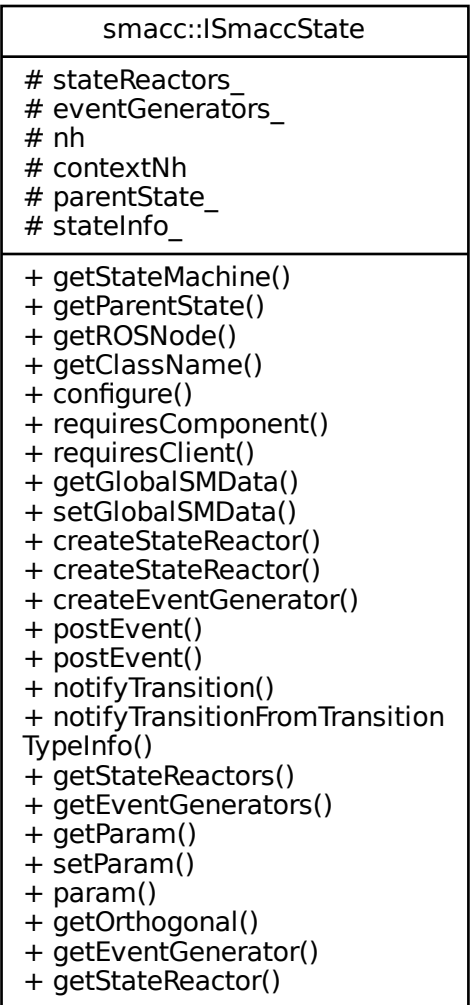 smacc::ISmaccState
# stateReactors_
# eventGenerators_
# nh
# contextNh
# parentState_
# stateInfo_
+ getStateMachine()
+ getParentState()
+ getROSNode()
+ getClassName()
+ configure()
+ requiresComponent()
+ requiresClient()
+ getGlobalSMData()
+ setGlobalSMData()
+ createStateReactor()
+ createStateReactor()
+ createEventGenerator()
+ postEvent()
+ postEvent()
+ notifyTransition()
+ notifyTransitionFromTransition
TypeInfo()
+ getStateReactors()
+ getEventGenerators()
+ getParam()
+ setParam()
+ param()
+ getOrthogonal()
+ getEventGenerator()
+ getStateReactor()